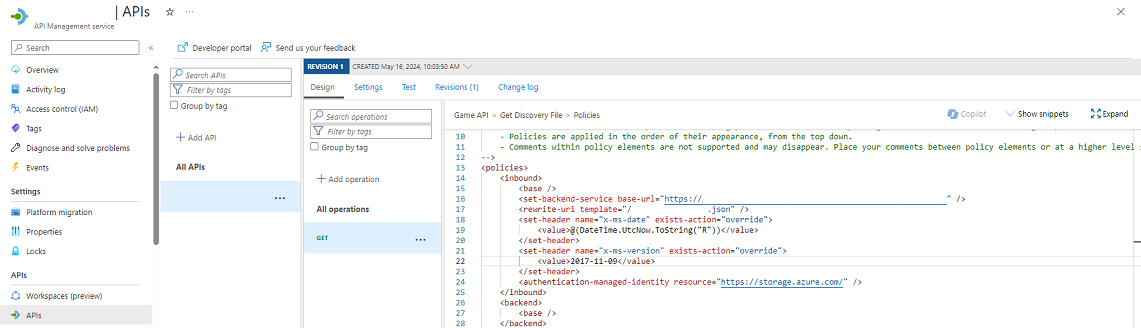 | APIs
API Management service
Search
Overview
Activity log
Access control (IAM)
Tags
Diagnose and solve problems
Events
Settings
Platform migration
Properties
Locks
APIs
Workspaces (preview)
APIs
Developer portal
Send us your feedback
Search APIs
Filter by tags
Group by tag
+ Add API
All APIs
...
REVISION 1
CREATED May 16, 2024, 10:03:50 AM
Design
Settings
Test
Revisions (1)
Change log
Search operations
Filter by tags
Group by tag
+ Add operation
All operations
GET
...
Game API > Get Discovery File > Policies
Copilot
Show snippets
Expand
10 - Policies are applied in the order of their appearance, from the top down.
11 - Comments within policy elements are not supported and may disappear. Place your comments between policy elements or at a higher level
12 -->
13 <policies>
14 <inbound>
15 <base />
16 <set-backend-service base-url="https:// " />
17 <rewrite-uri template="/ .json" />
18 <set-header name="x-ms-date" exists-action="override">
19 <value>@(DateTime.UtcNow.ToString("R"))</value>
20 </set-header>
21 <set-header name="x-ms-version" exists-action="override">
22 <value>2017-11-09</value>
23 </set-header>
24 <authentication-managed-identity resource="https://storage.azure.com/" />
25 </inbound>
26 <backend>
27 <base />
28 </backend>